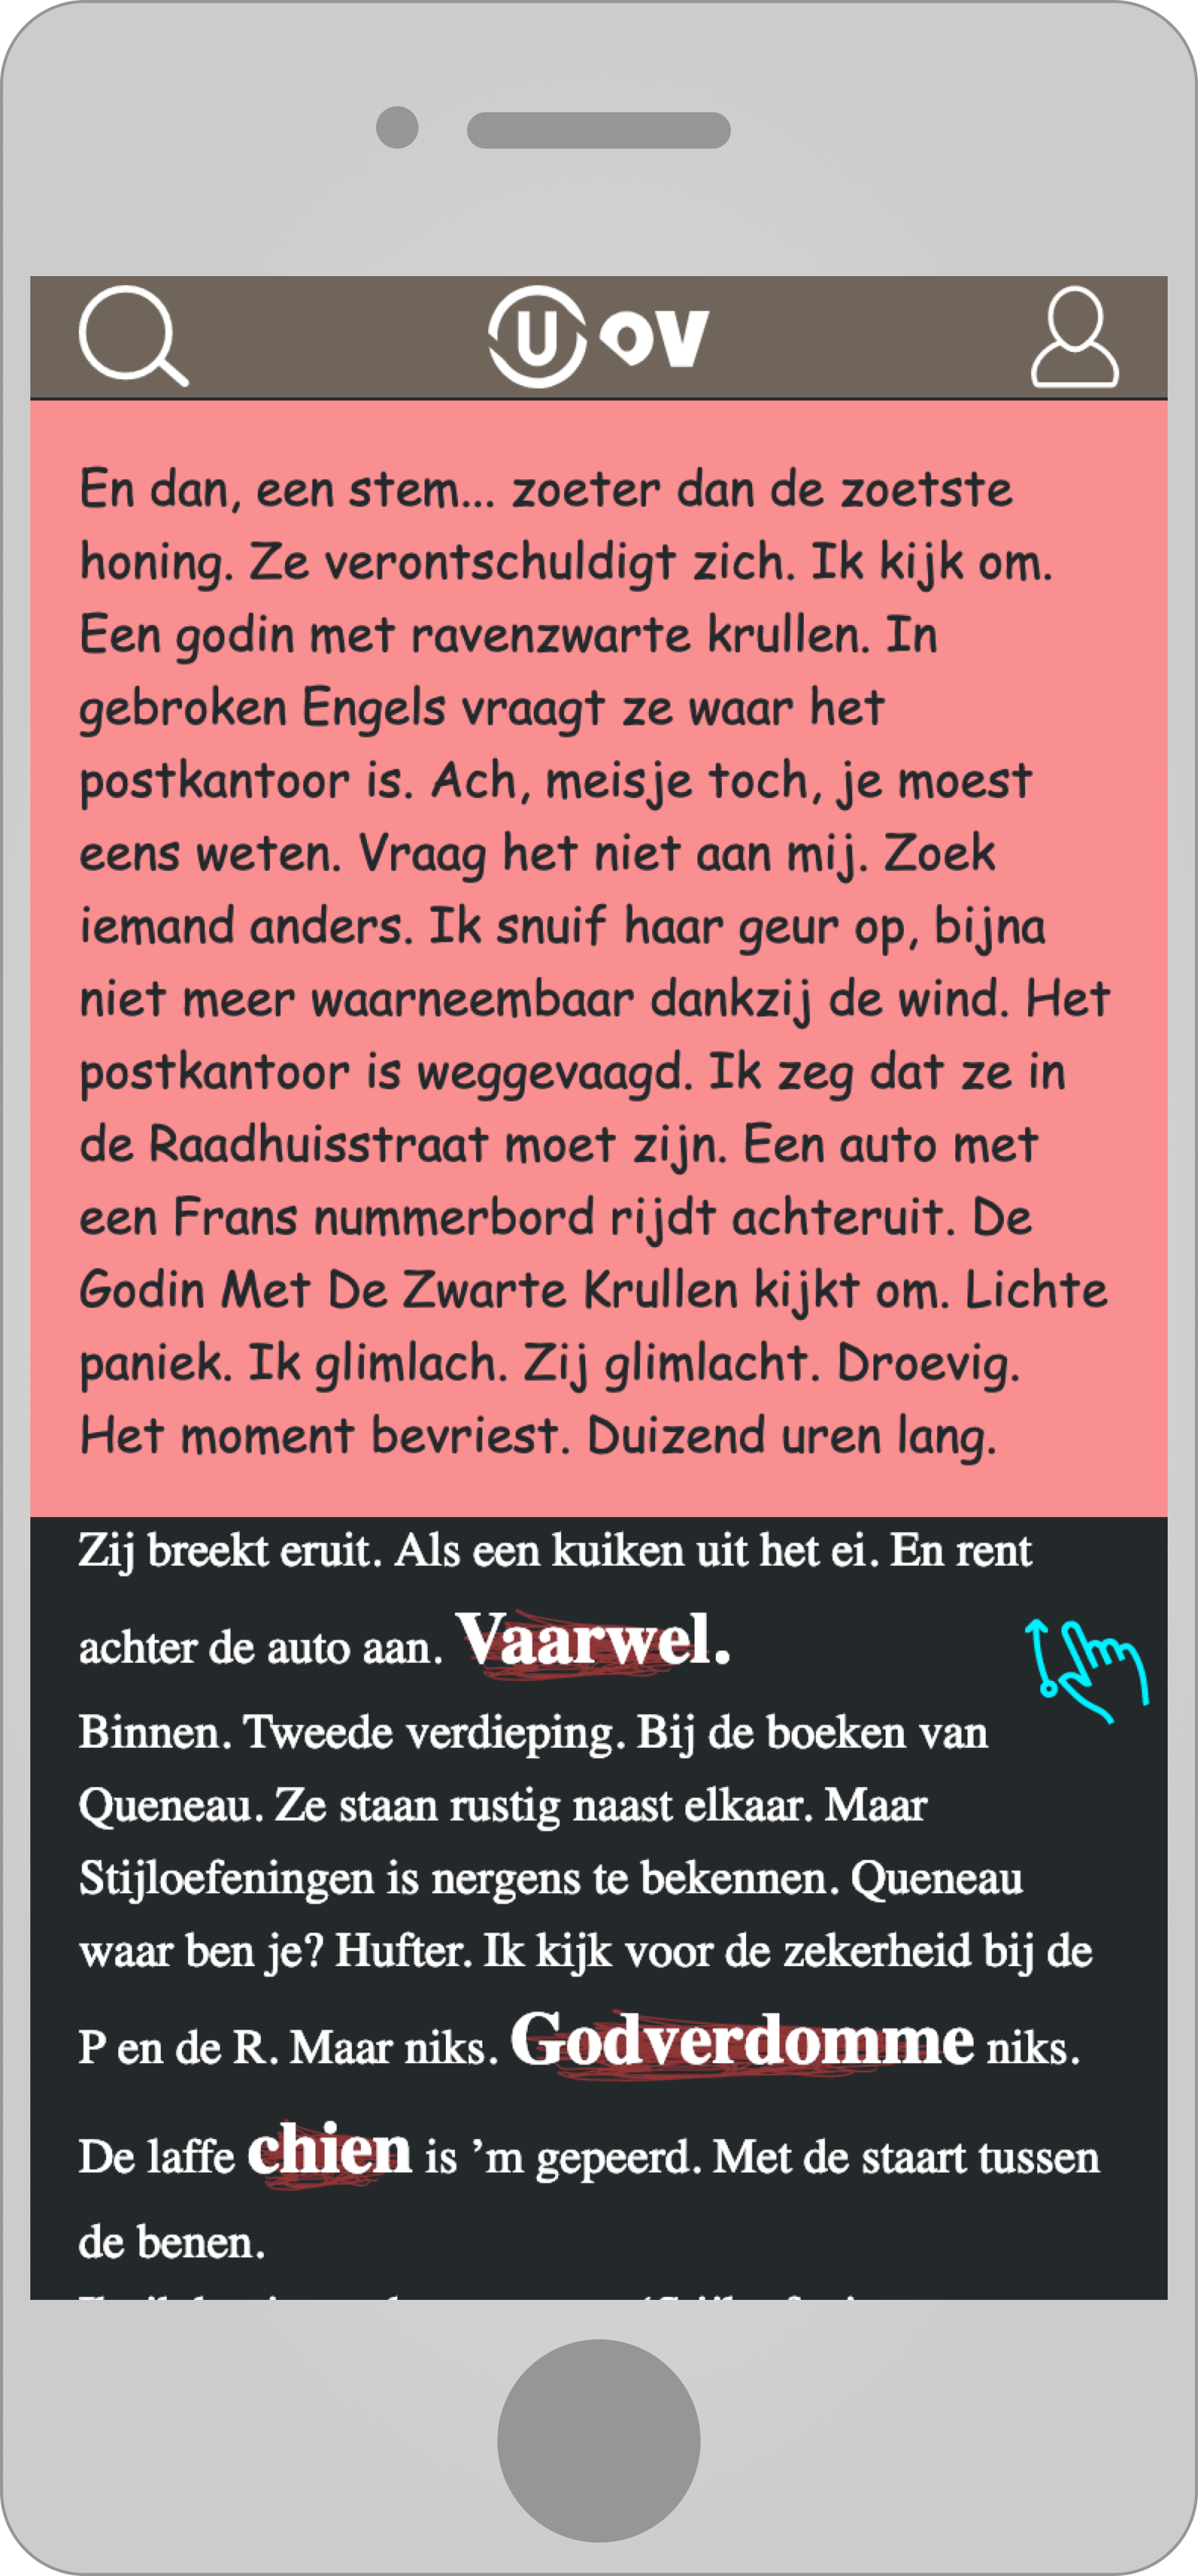 U OV
En dan, een stem... zoeter dan de zoetste
honing. Ze verontschuldigt zich. Ik kijk om.
Een godin met ravenzwarte krullen. In
gebroken Engels vraagt ze waar het
postkantoor is. Ach, meisje toch, je moest
eens weten. Vraag het niet aan mij. Zoek
iemand anders. Ik snuif haar geur op, bijna
niet meer waarneembaar dankzij de wind. Het
postkantoor is weggevaagd. Ik zeg dat ze in
de Raadhuisstraat moet zijn. Een auto met
een Frans nummerbord rijdt achteruit. De
Godin Met De Zwarte Krullen kijkt om. Lichte
paniek. Ik glimlach. Zij glimlacht. Droevig.
Het moment bevriest. Duizend uren lang.
Zij breekt eruit. Als een kuiken uit het ei. En rent
achter de auto aan. Vaarwel.
Binnen. Tweede verdieping. Bij de boeken van
Queneau. Ze staan rustig naast elkaar. Maar
Stijloefeningen is nergens te bekennen. Queneau
waar ben je? Hufter. Ik kijk voor de zekerheid bij de
P en de R. Maar niks. Godverdomme niks.
De laffe chien is ’m gepeerd. Met de staart tussen
de benen.